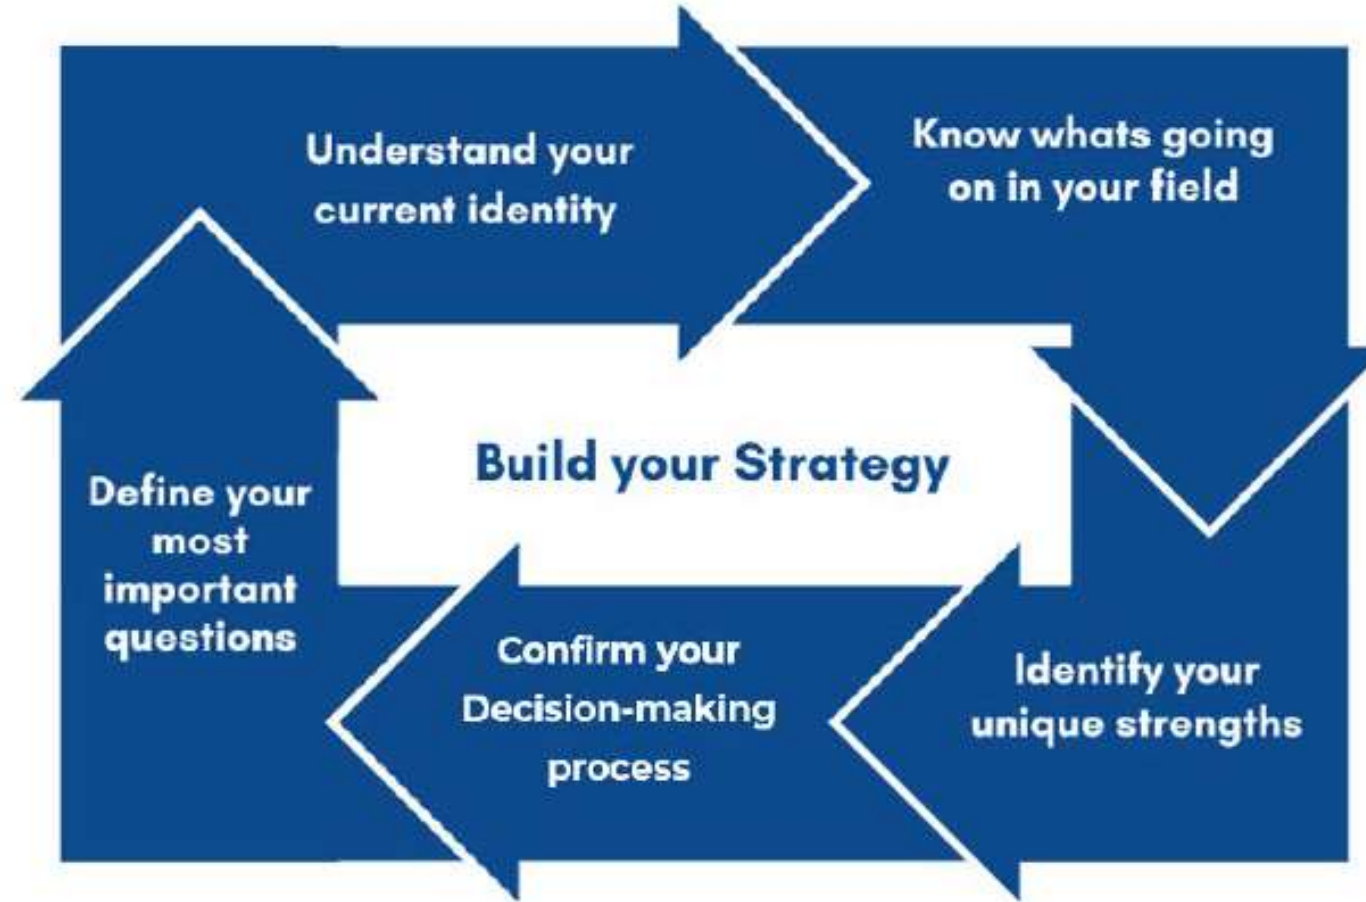 Understand your
current identity
Know whats going
on in your field
Build your Strategy
Define your
most
important
questions
Confirm your
Decision-making
process
Identify your
unique strengths